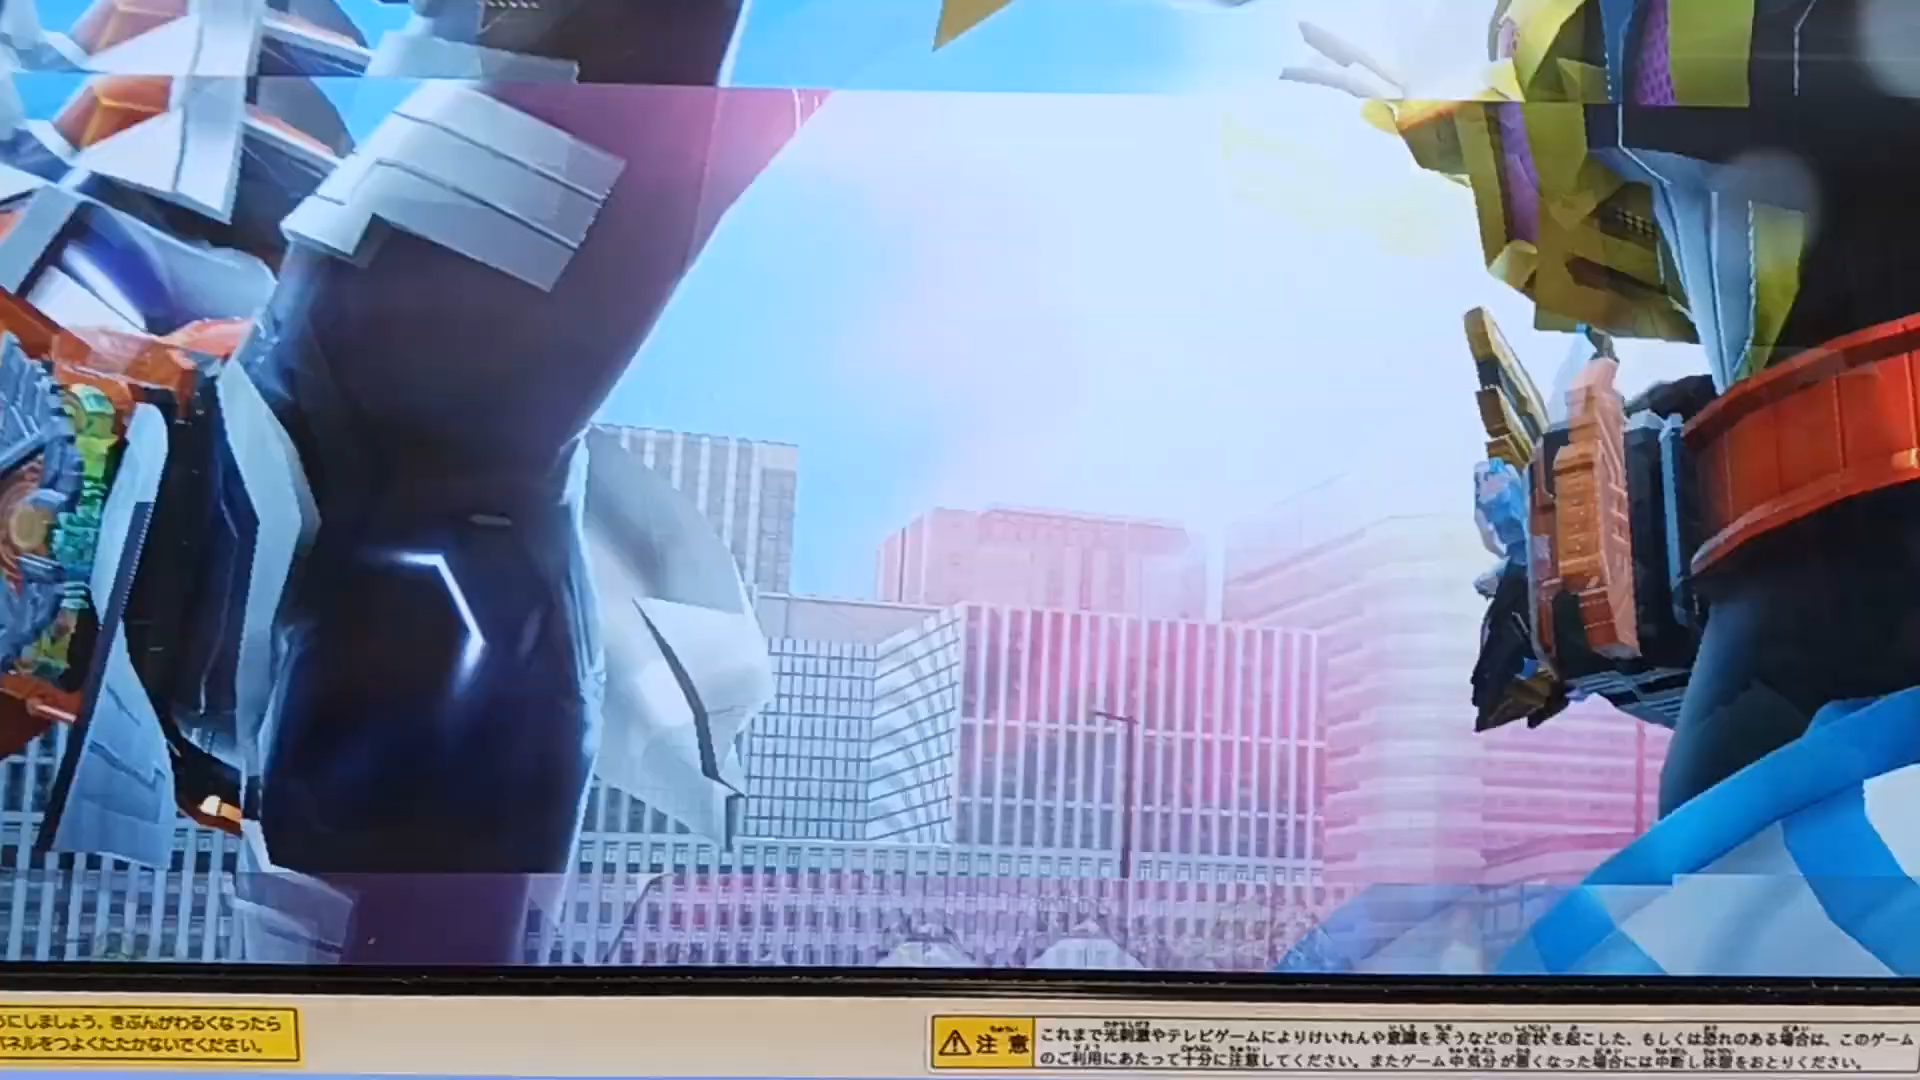 うにしましょう。きぶんがわるくなったら
パネルをつよくたたかないでください。
注意
これまで光刺激やテレビゲームによりけいれんや意識を失うなどの症状を起こした、もしくは恐れのある場合は、このゲーム
のご利用にあたって十分に注意してください。またゲーム中気分が悪くなった場合には中断し休憩をおとりください。